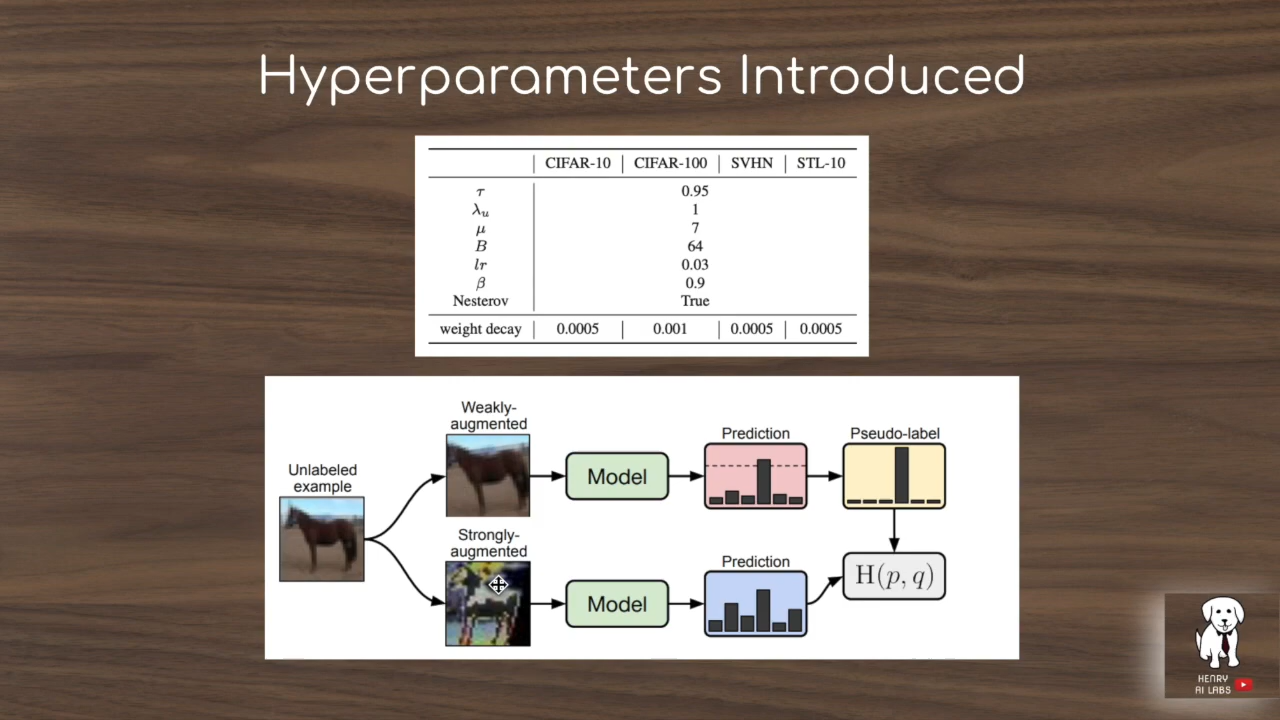 Hyperparameters Introduced
CIFAR-10 CIFAR-100 SVHN STL-10
τ 0.95
λu 1
μ 7
B 64
lr 0.03
β 0.9
Nesterov True
weight decay 0.0005 0.001 0.0005 0.0005
Weakly-
augmented
Prediction
Pseudo-label
Unlabeled
example
Model
Strongly-
augmented
Prediction
Model
H(p, q)
HENRY
AI LABS